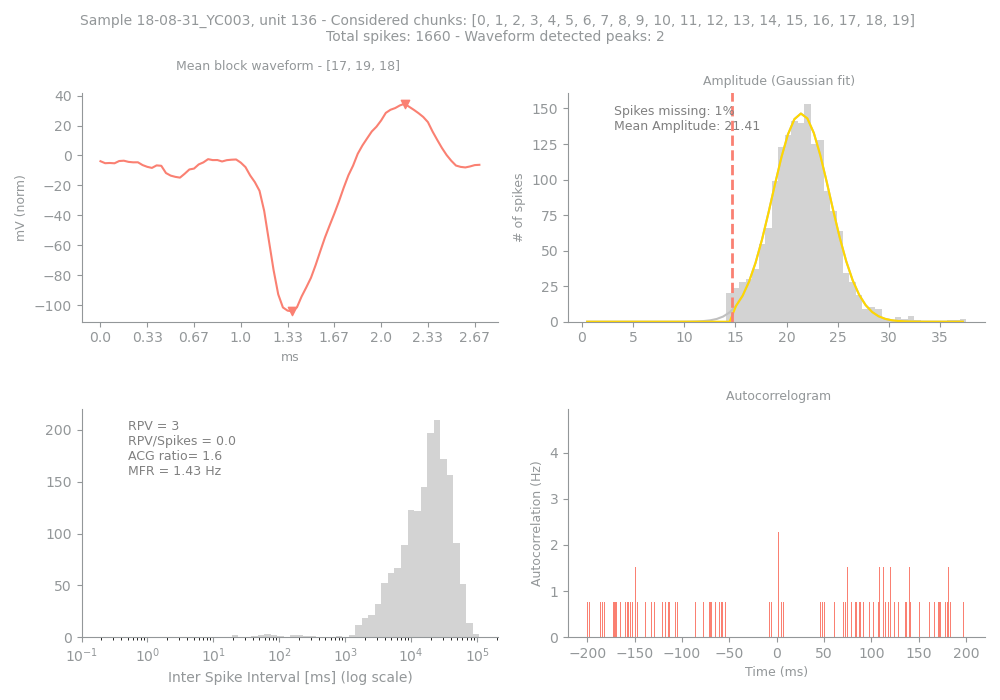 Sample 18-08-31_YC003, unit 136 - Considered chunks: [0, 1, 2, 3, 4, 5, 6, 7, 8, 9, 10, 11, 12, 13, 14, 15, 16, 17, 18, 19]
Total spikes: 1660 - Waveform detected peaks: 2
Mean block waveform - [17, 19, 18]
40
20
0
−20
−40
−60
−80
−100
mV (norm)
0.0 0.33 0.67 1.0 1.33 1.67 2.0 2.33 2.67
ms
Amplitude (Gaussian fit)
Spikes missing: 1%
Mean Amplitude: 21.41
150
125
100
75
50
25
0
# of spikes
0 5 10 15 20 25 30 35
RPV = 3
RPV/Spikes = 0.0
ACG ratio= 1.6
MFR = 1.43 Hz
200
150
100
50
0
10⁻¹ 10⁰ 10¹ 10² 10³ 10⁴ 10⁵
Inter Spike Interval [ms] (log scale)
Autocorrelogram
4
3
2
1
0
Autocorrelation (Hz)
−200 −150 −100 −50 0 50 100 150 200
Time (ms)